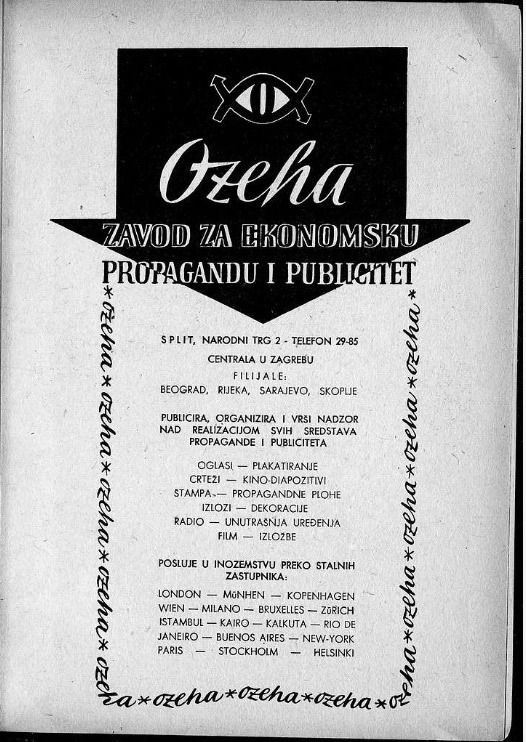 Ozeha
ZAVOD ZA EKONOMSKU
PROPAGANDU I PUBLICITET
SPLIT, NARODNI TRG 2 - TELEFON 29-85
CENTRALA U ZAGREBU
FILIJALE:
BEOGRAD, RIJEKA, SARAJEVO, SKOPLJE
PUBLICIRA, ORGANIZIRA I VRSI NADZOR
NAD REALIZACIJOM SVIH SREDSTAVA
PROPAGANDE I PUBLICITETA
OGLASI — PLAKATIRANJE
CRTEŽI — KINO-DIAPOZITIVI
STAMPA — PROPAGANDNE PLOHE
IZLOZI — DEKORACIJE
RADIO — UNUTRAŠNJA UREĐENJA
FILM — IZLOŽBE
POSLUJE U INOZEMSTVU PREKO STALNIH
ZASTUPNIKA:
LONDON — MüNHEN — KOPENHAGEN
WIEN — MILANO — BRUXELLES — ZüRICH
ISTAMBUL — KAIRO — KALKUTA — RIO DE
JANEIRO — BUENOS AIRES — NEW-YORK
PARIS — STOCKHOLM — HELSINKI
* ozeha * ozeha * ozeha * ozeha * ozeha * ozeha * ozeha * ozeha * ozeha * ozeha * ozeha * ozeha * ozeha *